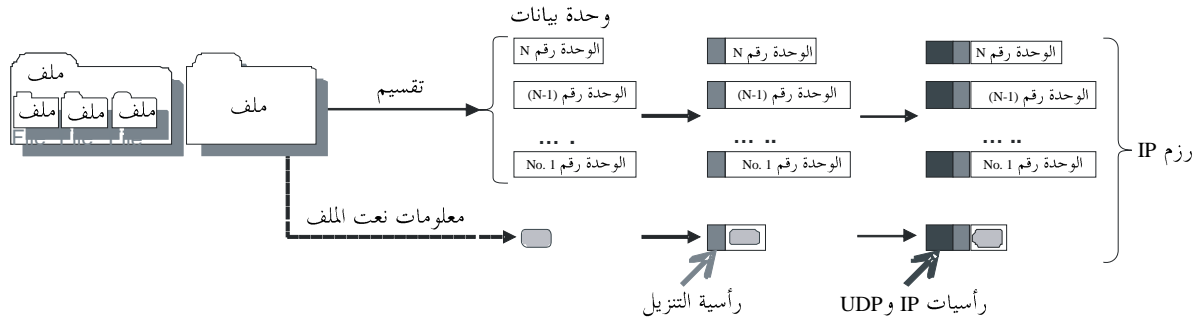 وحدة بيانات
ملف
ملف
ملف
ملف
ملف
تقسيم
الوحدة رقم N
الوحدة رقم (N-1)
... .
الوحدة رقم No. 1
الوحدة رقم N
الوحدة رقم (N-1)
... ..
الوحدة رقم No. 1
الوحدة رقم N
الوحدة رقم (N-1)
.... ..
الوحدة رقم No. 1
رزم IP
معلومات نعت الملف
رأسية التنزيل
رأسيات IP وUDP